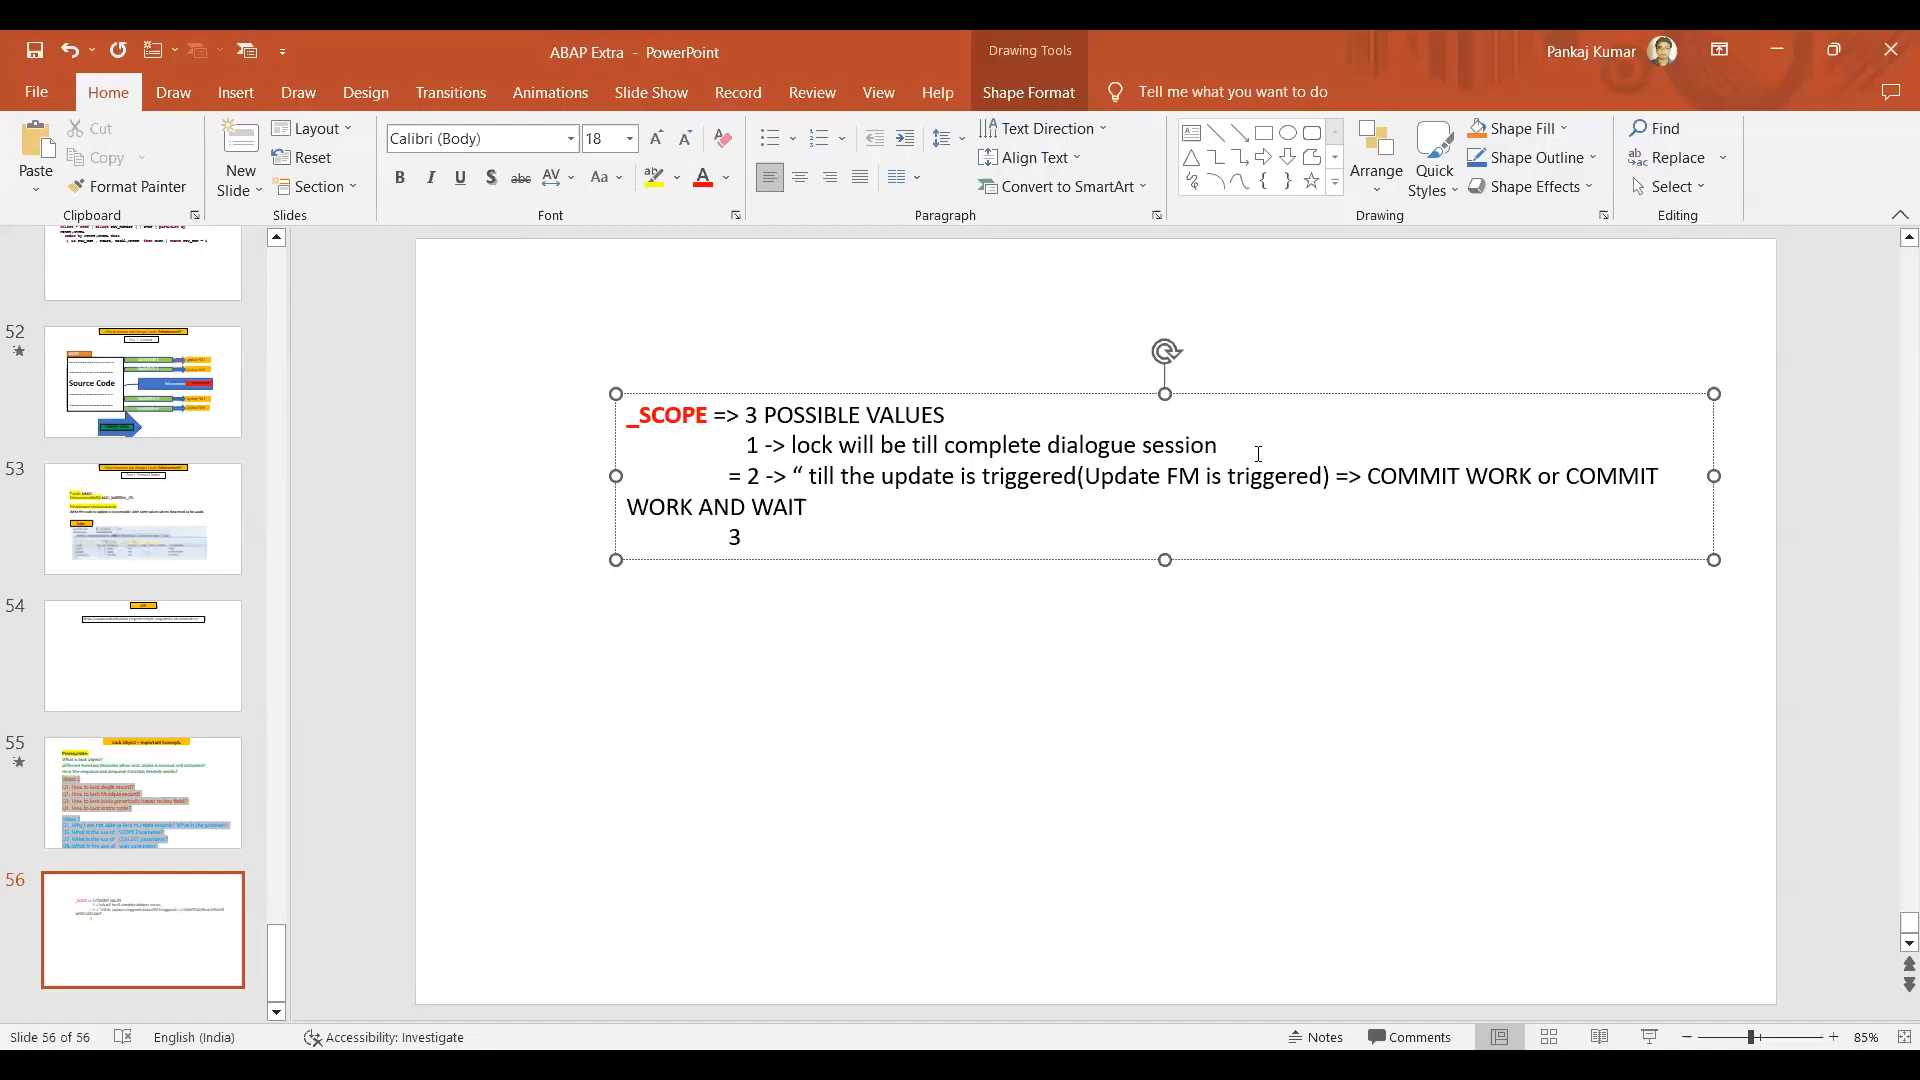 ABAP Extra - PowerPoint
Drawing Tools
Pankaj Kumar
File Home Draw Insert Draw Design Transitions Animations Slide Show Record Review View Help Shape Format Tell me what you want to do
Paste
Cut
Copy
Format Painter
Clipboard
New Slide
Layout
Reset
Section
Slides
Calibri (Body) 18
Font
Paragraph
Text Direction
Align Text
Convert to SmartArt
Arrange
Quick Styles
Shape Fill
Shape Outline
Shape Effects
Drawing
Find
Replace
Select
Editing
52
Source Code
53
54
55
Lock Object – Important Concepts
56
_SCOPE => 3 POSSIBLE VALUES
1 -> lock will be till complete dialogue session
= 2 -> “ till the update is triggered(Update FM is triggered) => COMMIT WORK or COMMIT
WORK AND WAIT
3
Slide 56 of 56 English (India) Accessibility: Investigate Notes Comments 85%